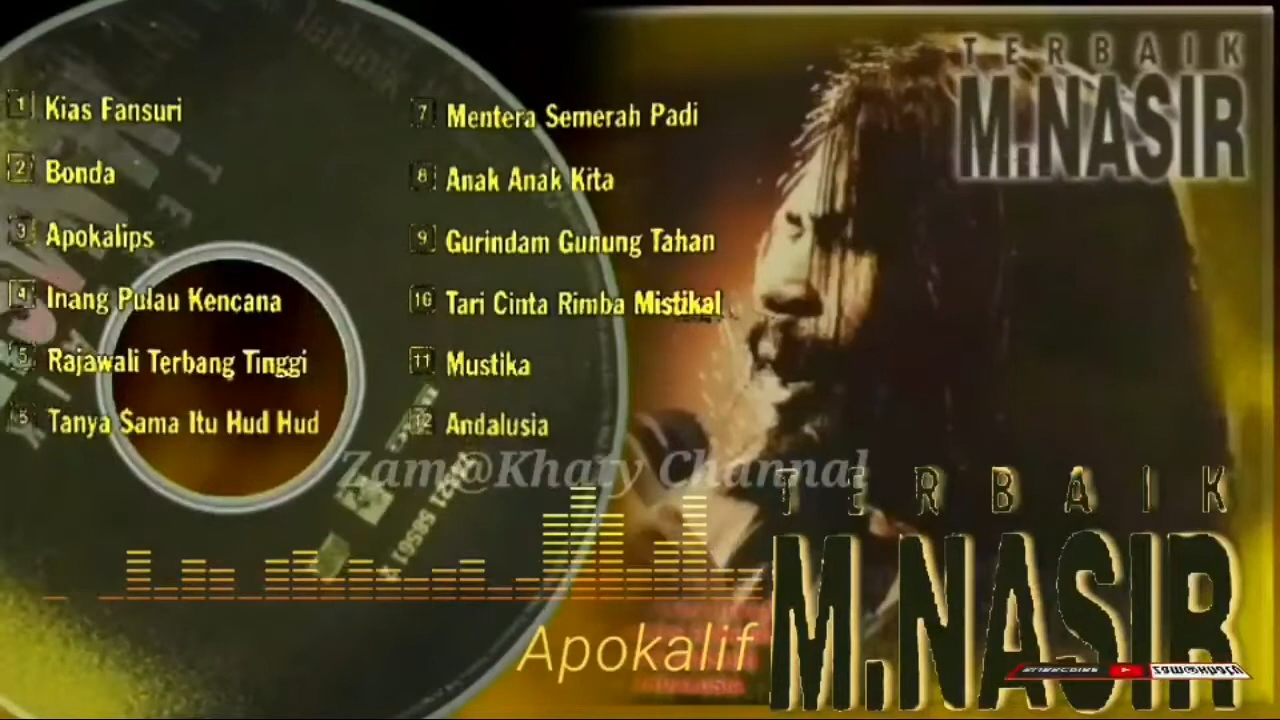 1 Kias Fansuri
2 Bonda
3 Apokalips
4 Inang Pulau Kencana
5 Rajawali Terbang Tinggi
6 Tanya Sama Itu Hud Hud
7 Mentera Semerah Padi
8 Anak Anak Kita
9 Gurindam Gunung Tahan
10 Tari Cinta Rimba Mistikal
11 Mustika
12 Andalusia
TERBAIK
M.NASIR
Zam@Khaty Channal
TERBAIK
M.NASIR
Apokalif
SUBSCRIBE